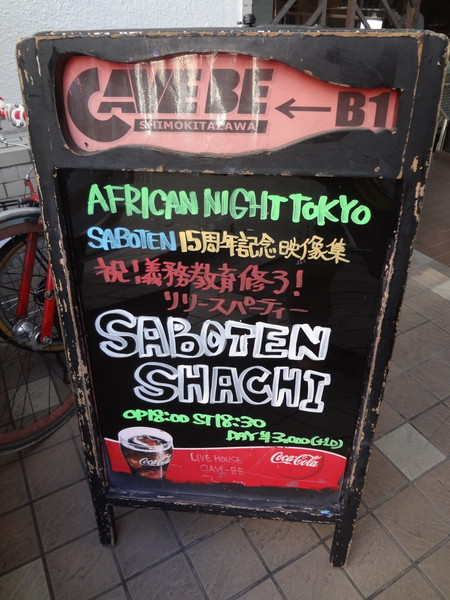 CAVE BE
SHIMOKITAZAWA
←B1
AFRICAN NIGHT TOKYO
SABOTEN 15周年記念映像集
祝!義務教育修了!
リリースパーティー
SABOTEN
SHACHI
OP18:00 ST18:30
DAY ¥3,000(+1D)
Coca-Cola
LIVE HOUSE
CAVE-BE
Coca-Cola